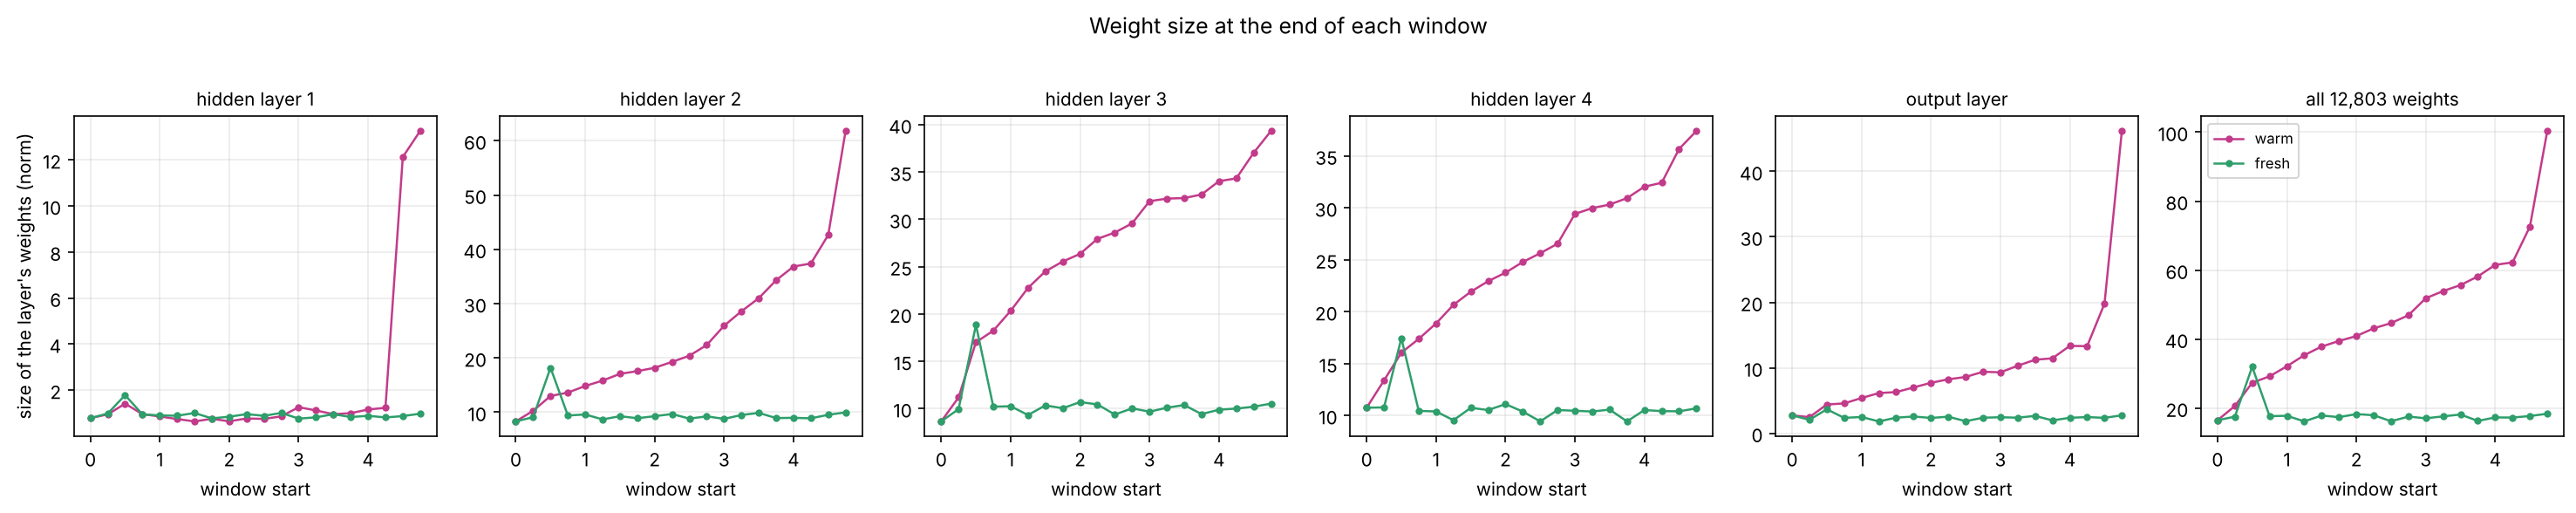 Weight size at the end of each window
hidden layer 1
hidden layer 2
hidden layer 3
hidden layer 4
output layer
all 12,803 weights
size of the layer's weights (norm)
12
10
8
6
4
2
0 1 2 3 4
window start
60
50
40
30
20
10
0 1 2 3 4
window start
40
35
30
25
20
15
10
0 1 2 3 4
window start
35
30
25
20
15
10
0 1 2 3 4
window start
40
30
20
10
0
0 1 2 3 4
window start
100
80
60
40
20
0 1 2 3 4
window start
warm
fresh